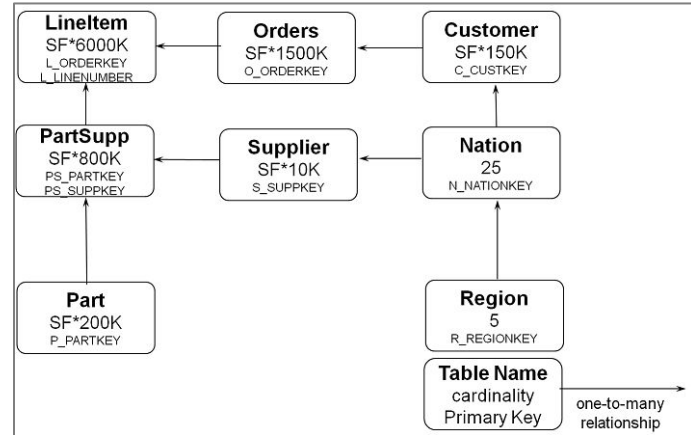 LineItem
SF*6000K
L_ORDERKEY
L_LINENUMBER
Orders
SF*1500K
O_ORDERKEY
Customer
SF*150K
C_CUSTKEY
PartSupp
SF*800K
PS_PARTKEY
PS_SUPPKEY
Supplier
SF*10K
S_SUPPKEY
Nation
25
N_NATIONKEY
Part
SF*200K
P_PARTKEY
Region
5
R_REGIONKEY
Table Name
cardinality
Primary Key
one-to-many
relationship